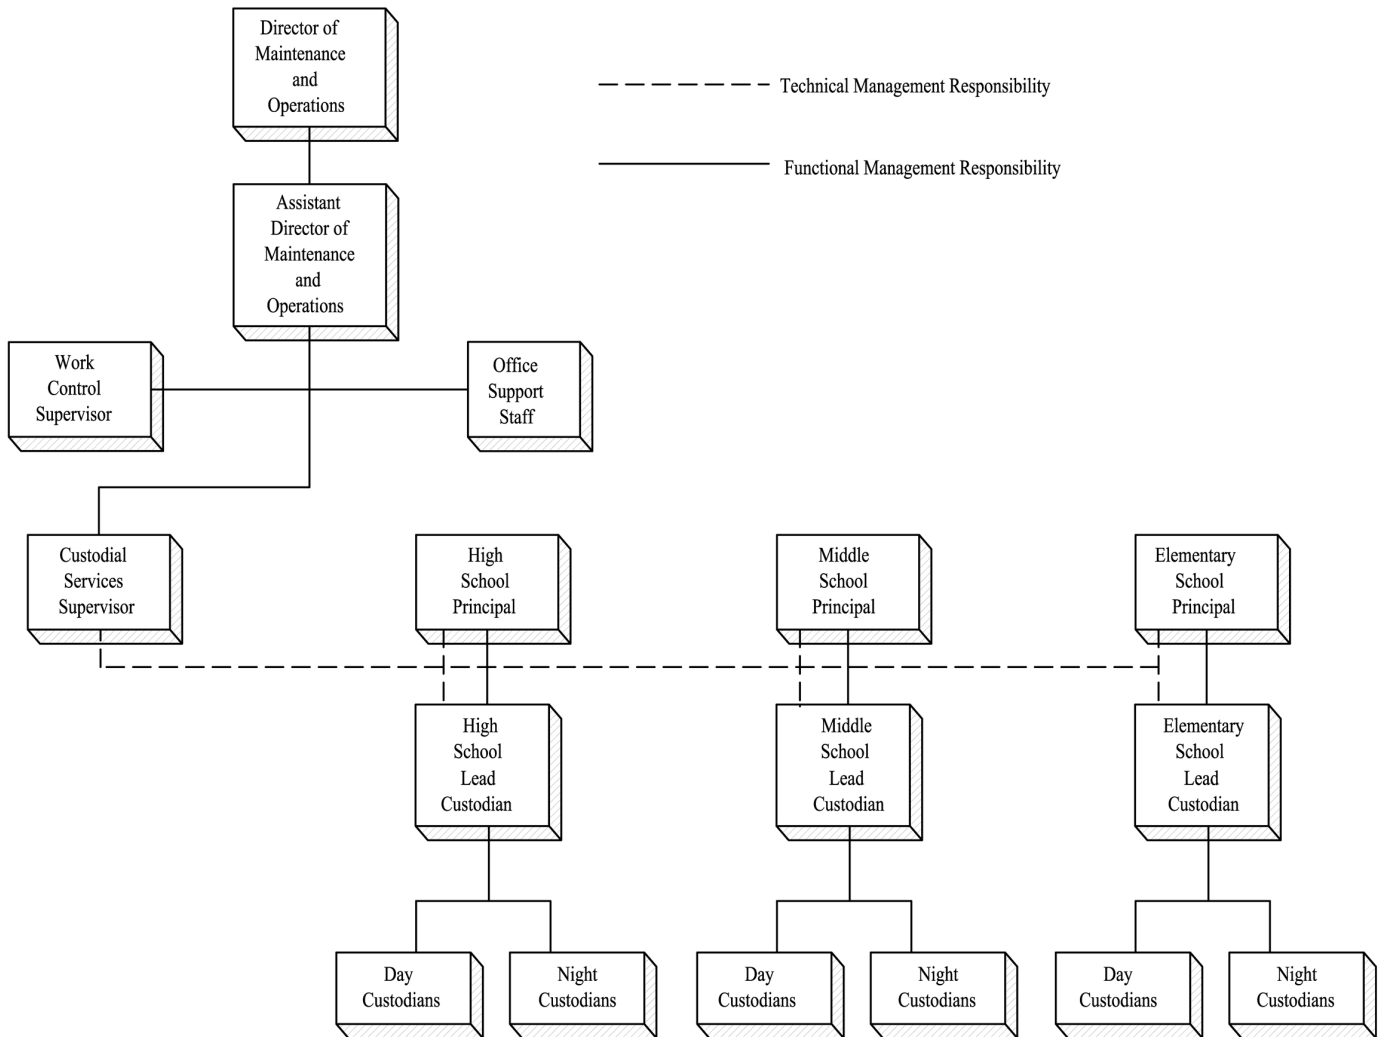 Director of
Maintenance
and
Operations
Technical Management Responsibility
Functional Management Responsibility
Assistant
Director of
Maintenance
and
Operations
Work
Control
Supervisor
Office
Support
Staff
Custodial
Services
Supervisor
High
School
Principal
Middle
School
Principal
Elementary
School
Principal
High
School
Lead
Custodian
Middle
School
Lead
Custodian
Elementary
School
Lead
Custodian
Day
Custodians
Night
Custodians
Day
Custodians
Night
Custodians
Day
Custodians
Night
Custodians